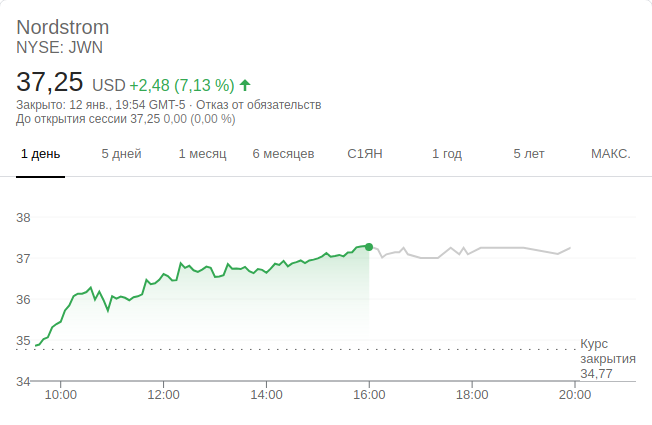 Nordstrom
NYSE: JWN
37,25 USD +2,48 (7,13 %)
Закрыто: 12 янв., 19:54 GMT-5 · Отказ от обязательств
До открытия сессии 37,25 0,00 (0,00 %)
1 день 5 дней 1 месяц 6 месяцев С1ЯН 1 год 5 лет МАКС.
38
37
36
35
Курс
закрытия
34,77
34
10:00 12:00 14:00 16:00 18:00 20:00